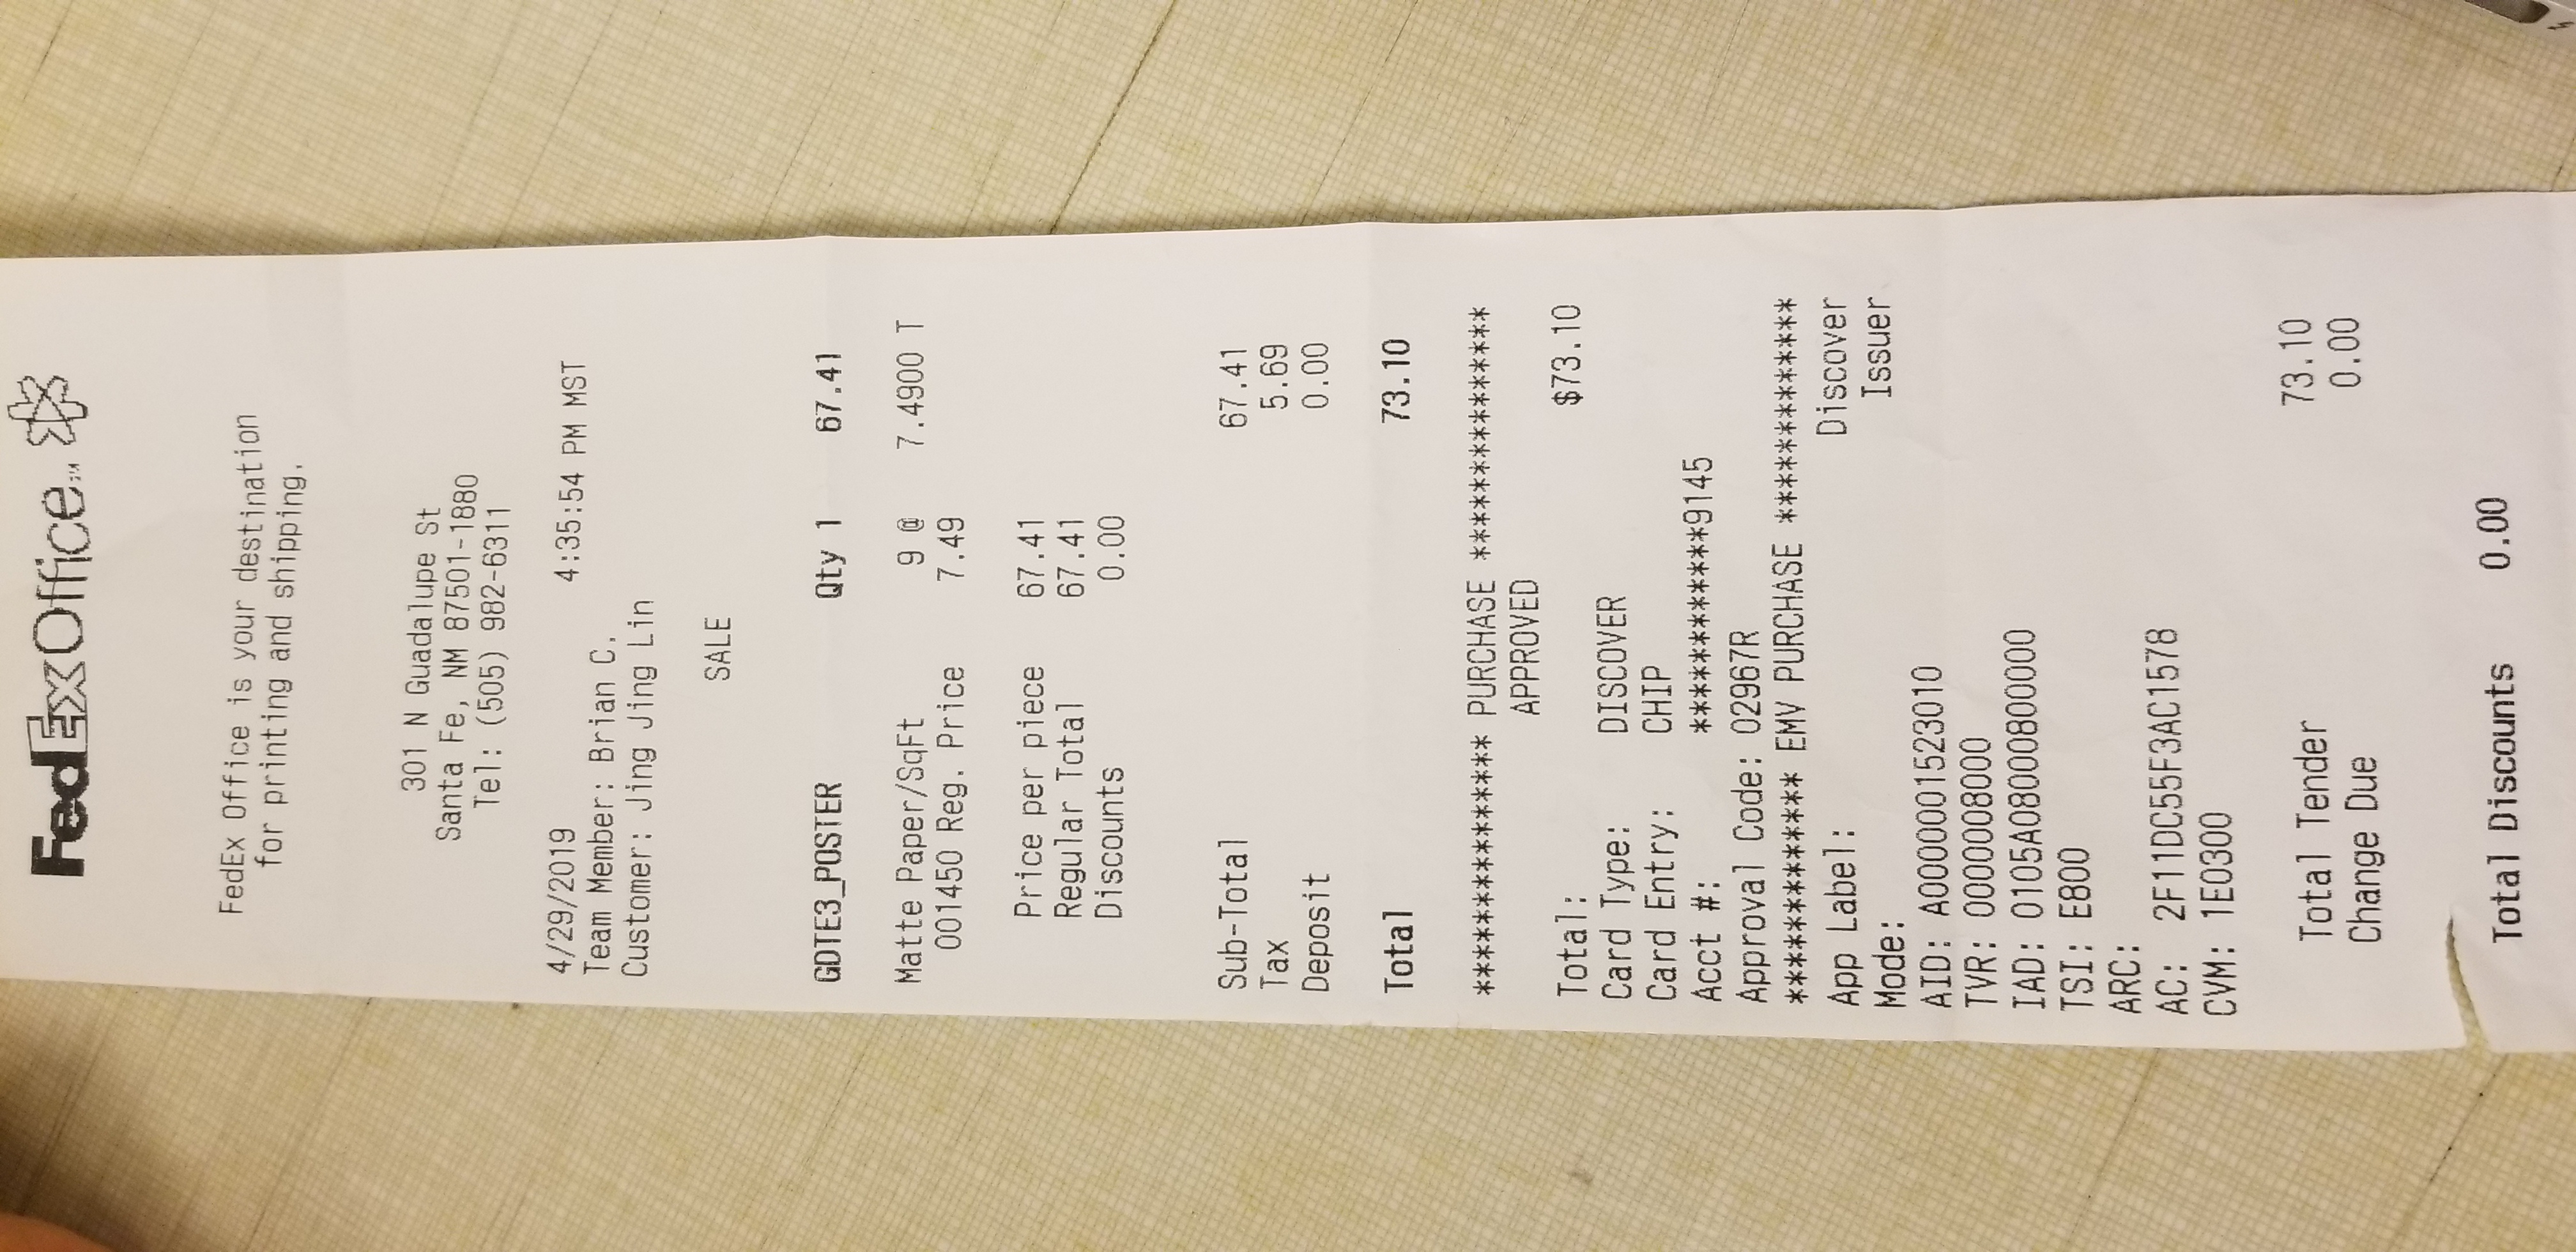 FedExOffice
FedEx Office is your destination
for printing and shipping.
301 N Guadalupe St
Santa Fe, NM 87501-1880
Tel: (505) 982-6311
4/29/2019 4:35:54 PM MST
Team Member: Brian C.
Customer: Jing Jing Lin
SALE
GDTE3_POSTER Qty 1 67.41
Matte Paper/SqFt 9 @ 7.4900 T
001450 Reg. Price 7.49
Price per piece 67.41
Regular Total 67.41
Discounts 0.00
Sub-Total 67.41
Tax 5.69
Deposit 0.00
Total 73.10
*************** PURCHASE ***************
APPROVED
Total: $73.10
Card Type: DISCOVER
Card Entry: CHIP
Acct #: ************9145
Approval Code: 02967R
************* EMV PURCHASE *************
App Label: Discover
Mode: Issuer
AID: A0000001523010
TVR: 0000008000
IAD: 0105A08000800000
TSI: E800
ARC:
AC: 2F11DC55F3AC1578
CVM: 1E0300
Total Tender 73.10
Change Due 0.00
Total Discounts 0.00